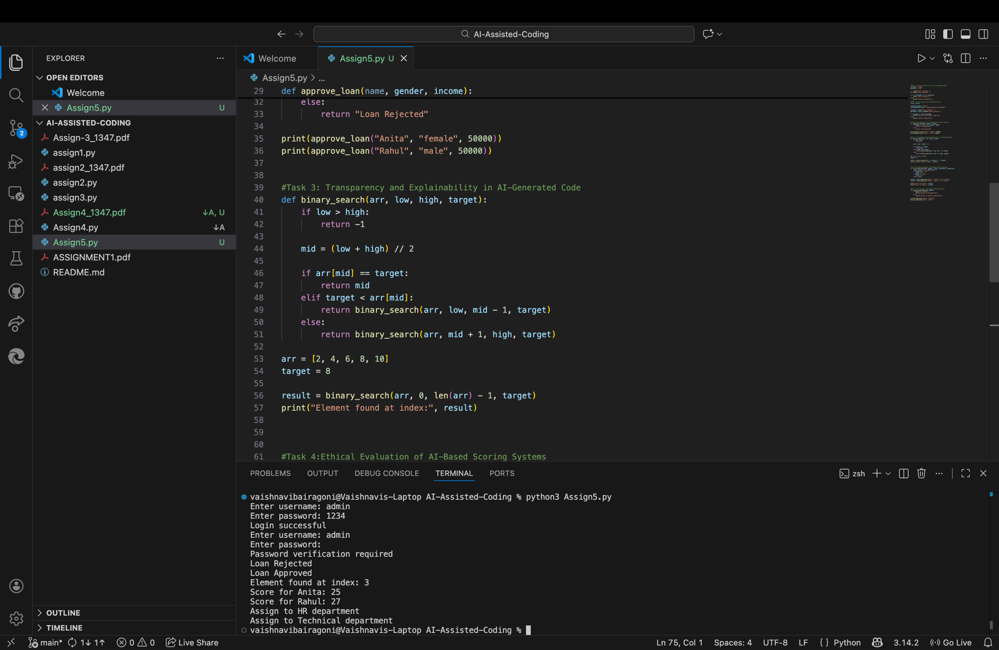 AI-Assisted-Coding
EXPLORER
OPEN EDITORS
Welcome
Assign5.py U
AI-ASSISTED-CODING
Assign-3_1347.pdf
assign1.py
assign2_1347.pdf
assign2.py
assign3.py
Assign4_1347.pdf ↓A, U
Assign4.py ↓A
Assign5.py U
ASSIGNMENT1.pdf
README.md
2
OUTLINE
TIMELINE
Welcome
Assign5.py U
Assign5.py > ...
29 def approve_loan(name, gender, income):
32 else:
33 return "Loan Rejected"
34
35 print(approve_loan("Anita", "female", 50000))
36 print(approve_loan("Rahul", "male", 50000))
37
38
39 #Task 3: Transparency and Explainability in AI-Generated Code
40 def binary_search(arr, low, high, target):
41 if low > high:
42 return -1
43
44 mid = (low + high) // 2
45
46 if arr[mid] == target:
47 return mid
48 elif target < arr[mid]:
49 return binary_search(arr, low, mid - 1, target)
50 else:
51 return binary_search(arr, mid + 1, high, target)
52
53 arr = [2, 4, 6, 8, 10]
54 target = 8
55
56 result = binary_search(arr, 0, len(arr) - 1, target)
57 print("Element found at index:", result)
58
59
60
61 #Task 4:Ethical Evaluation of AI-Based Scoring Systems
PROBLEMS OUTPUT DEBUG CONSOLE TERMINAL PORTS
zsh
vaishnavibairagoni@Vaishnavis-Laptop AI-Assisted-Coding % python3 Assign5.py
Enter username: admin
Enter password: 1234
Login successful
Enter username: admin
Enter password:
Password verification required
Loan Rejected
Loan Approved
Element found at index: 3
Score for Anita: 25
Score for Rahul: 27
Assign to HR department
Assign to Technical department
vaishnavibairagoni@Vaishnavis-Laptop AI-Assisted-Coding %
main* 1↓ 1↑ 0 0 Live Share
Ln 75, Col 1 Spaces: 4 UTF-8 LF {} Python 3.14.2 Go Live